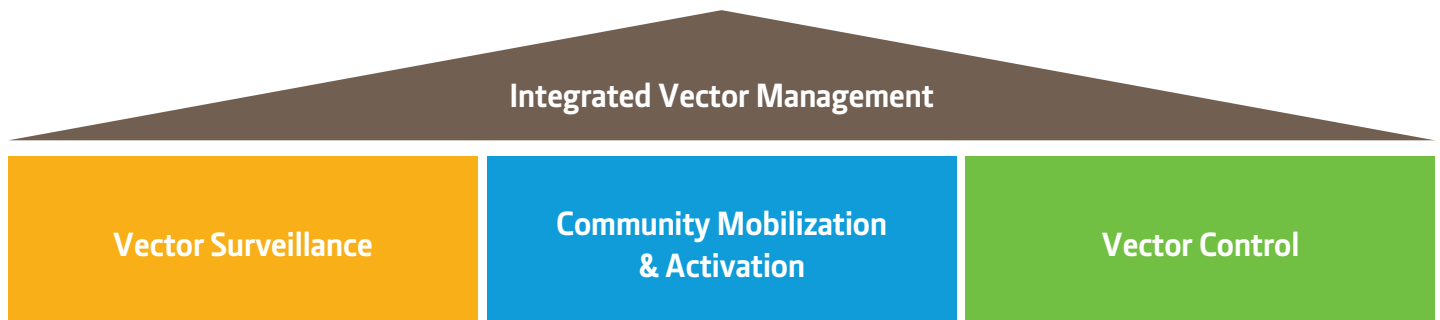 Integrated Vector Management
Vector Surveillance
Community Mobilization
& Activation
Vector Control